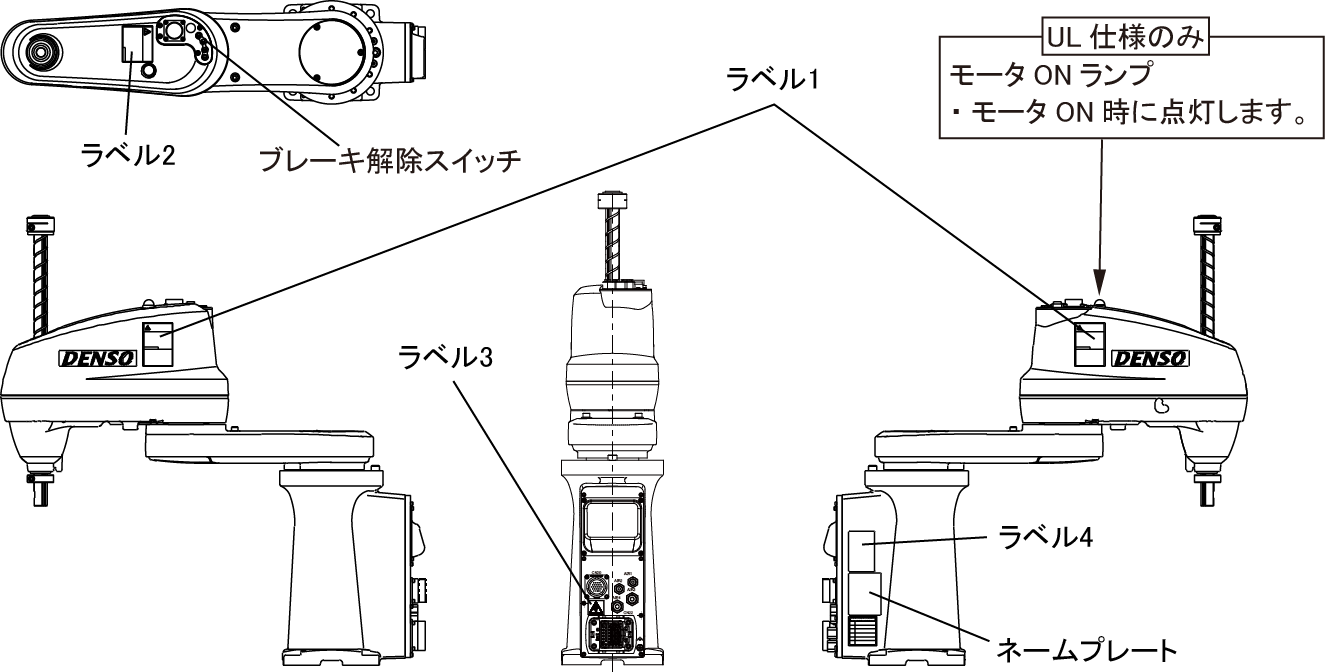 UL 仕様のみ
モータ ON ランプ
・ モータ ON 時に点灯します。
ラベル1
ラベル2
ブレーキ解除スイッチ
DENSO
ラベル3
DENSO
ラベル4
ネームプレート
CN20
AIR1
AIR2